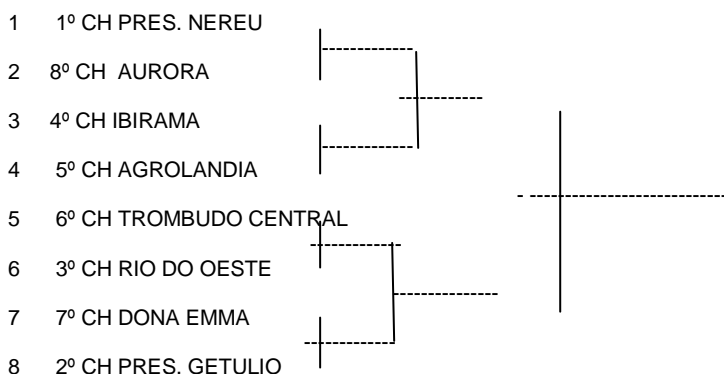 1 1º CH PRES. NEREU
2 8º CH AURORA
3 4º CH IBIRAMA
4 5º CH AGROLANDIA
5 6º CH TROMBUDO CENTRAL
6 3º CH RIO DO OESTE
7 7º CH DONA EMMA
8 2º CH PRES. GETULIO